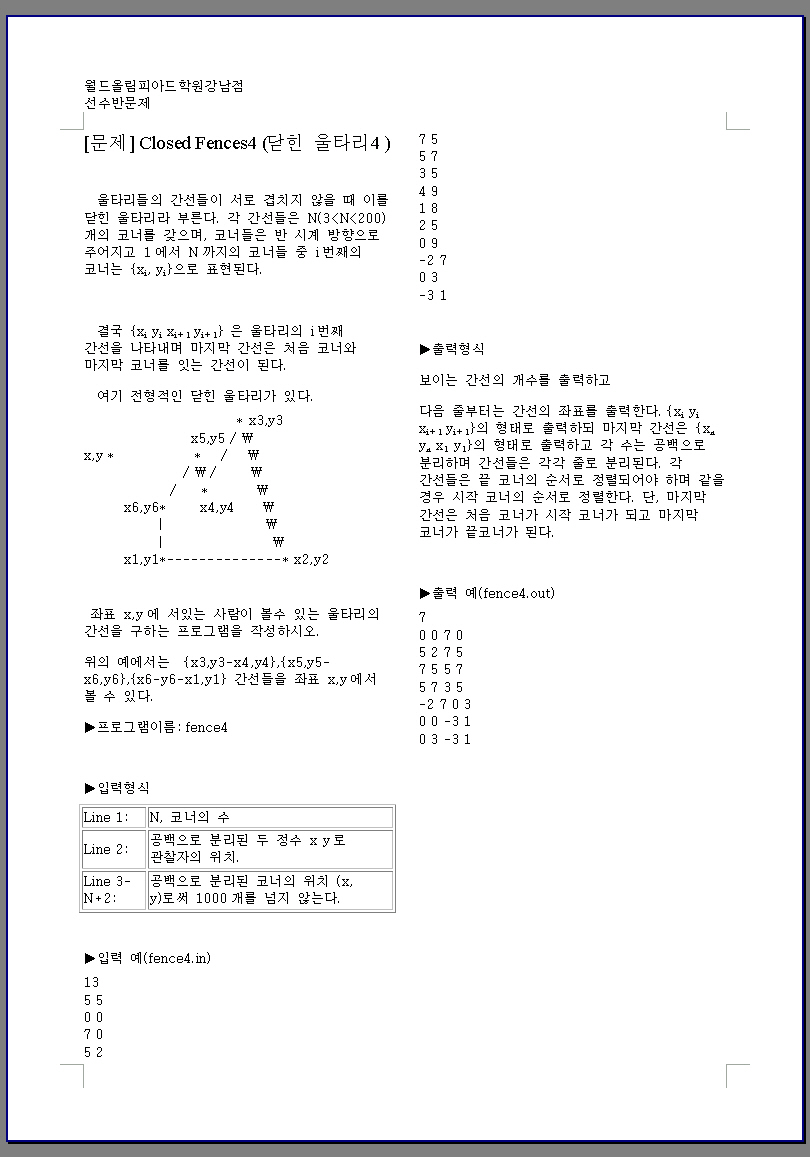 월드올림피아드학원강남점
선수반문제
[문제] Closed Fences4 (닫힌 울타리4 )
울타리들의 간선들이 서로 겹치지 않을 때 이를
닫힌 울타리라 부른다. 각 간선들은 N(3<N<200)
개의 코너를 갖으며, 코너들은 반 시계 방향으로
주어지고 1에서 N까지의 코너들 중 i번째의
코너는 {xi, yi}으로 표현된다.
결국 {xi yi xi+1 yi+1} 은 울타리의 i번째
간선을 나타내며 마지막 간선은 처음 코너와
마지막 코너를 잇는 간선이 된다.
여기 전형적인 닫힌 울타리가 있다.
* x3,y3
x5,y5 / ₩
x,y * * / ₩
/ ₩ / ₩
/ * ₩
x6,y6* x4,y4 ₩
| ₩
| ₩
x1,y1*--------------* x2,y2
좌표 x,y에 서있는 사람이 볼수 있는 울타리의
간선을 구하는 프로그램을 작성하시오.
위의 예에서는 {x3,y3-x4,y4},{x5,y5-
x6,y6},{x6-y6-x1,y1} 간선들을 좌표 x,y에서
볼 수 있다.
▶프로그램이름: fence4
▶입력형식
Line 1: N, 코너의 수
Line 2: 공백으로 분리된 두 정수 x y로
관찰자의 위치.
Line 3- 공백으로 분리된 코너의 위치 (x,
N+2: y)로써 1000개를 넘지 않는다.
▶입력 예(fence4.in)
13
5 5
0 0
7 0
5 2
7 5
5 7
3 5
4 9
1 8
2 5
0 9
-2 7
0 3
-3 1
▶출력형식
보이는 간선의 개수를 출력하고
다음 줄부터는 간선의 좌표를 출력한다. {xi yi
xi+1 yi+1}의 형태로 출력하되 마지막 간선은 {xn
yn x1 y1}의 형태로 출력하고 각 수는 공백으로
분리하며 간선들은 각각 줄로 분리된다. 각
간선들은 끝 코너의 순서로 정렬되어야 하며 같을
경우 시작 코너의 순서로 정렬한다. 단, 마지막
간선은 처음 코너가 시작 코너가 되고 마지막
코너가 끝코너가 된다.
▶출력 예(fence4.out)
7
0 0 7 0
5 2 7 5
7 5 5 7
5 7 3 5
-2 7 0 3
0 0 -3 1
0 3 -3 1